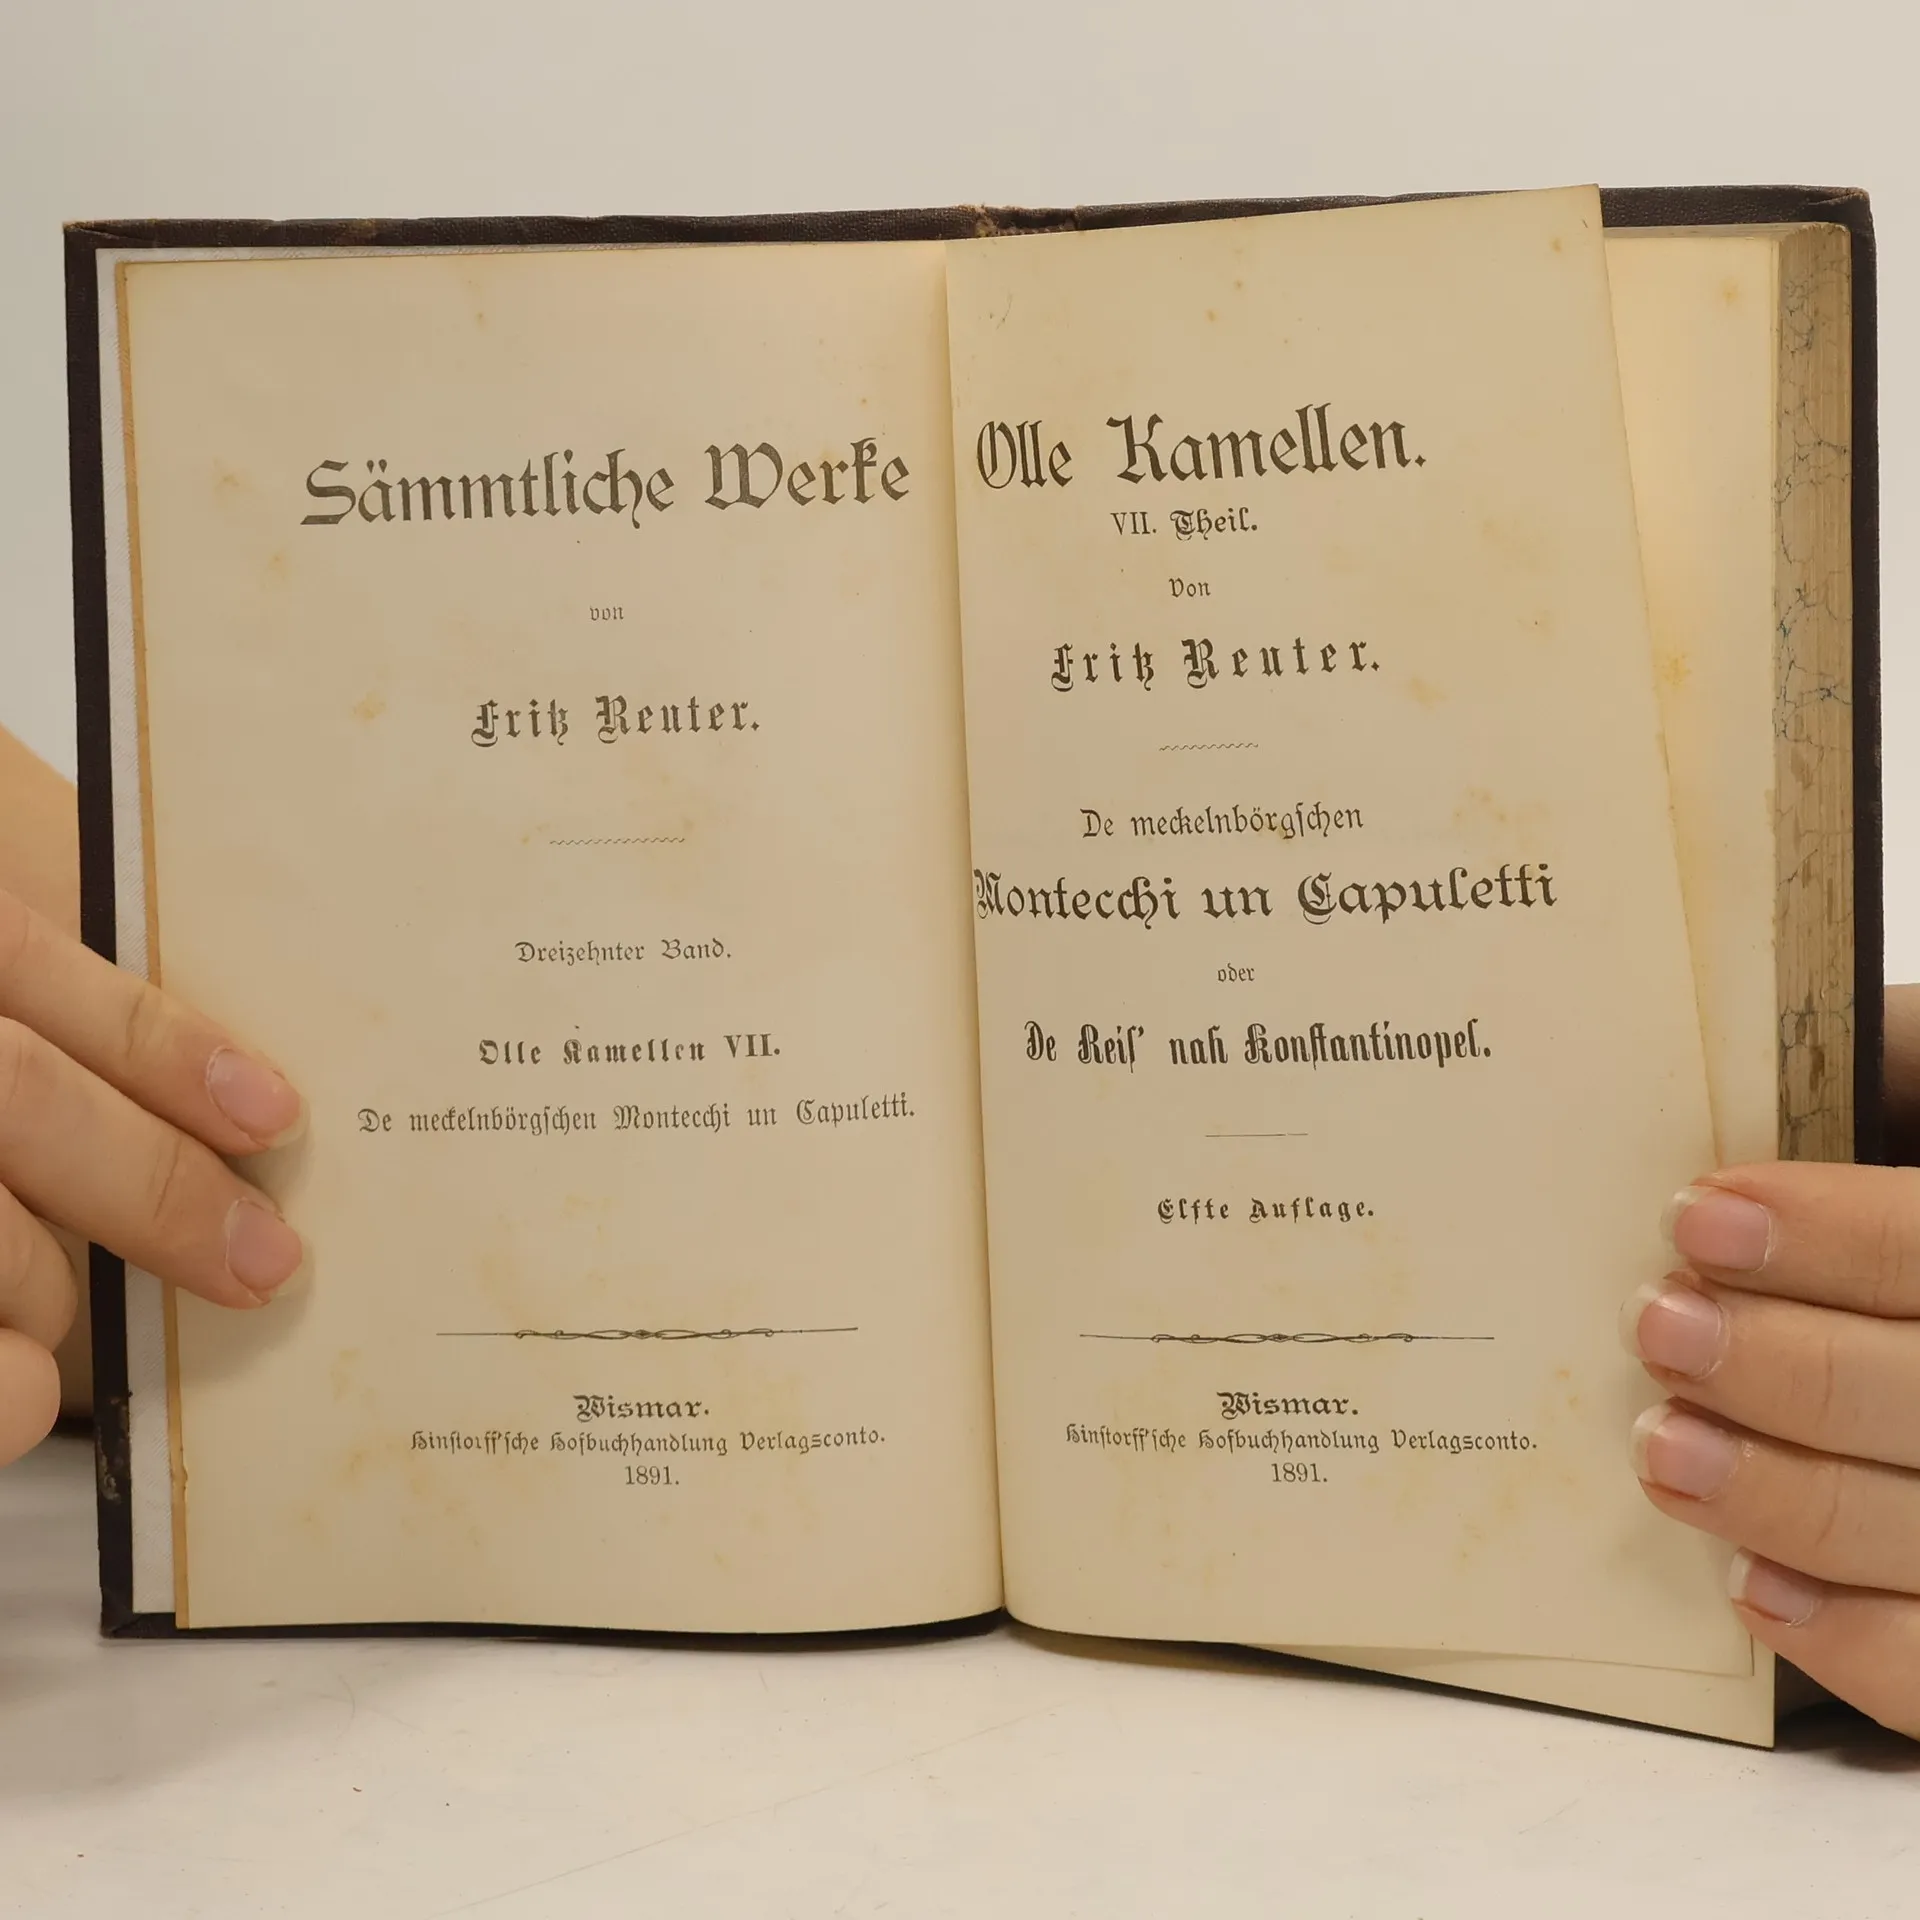 Sämmtliche Werke
von
Fritz Reuter.
Dreizehnter Band.
Olle Kamellen VII.
De meckelnbörgſchen Montecchi un Capuletti.
Wismar.
Hinſtorff'ſche Hofbuchhandlung Verlagsconto.
1891.
Olle Kamellen.
VII. Theil.
Von
Fritz Reuter.
De meckelnbörgſchen
Montecchi un Capuletti
oder
De Reiſ' nah Konſtantinopel.
Elfte Auflage.
Wismar.
Hinſtorff'ſche Hofbuchhandlung Verlagsconto.
1891.